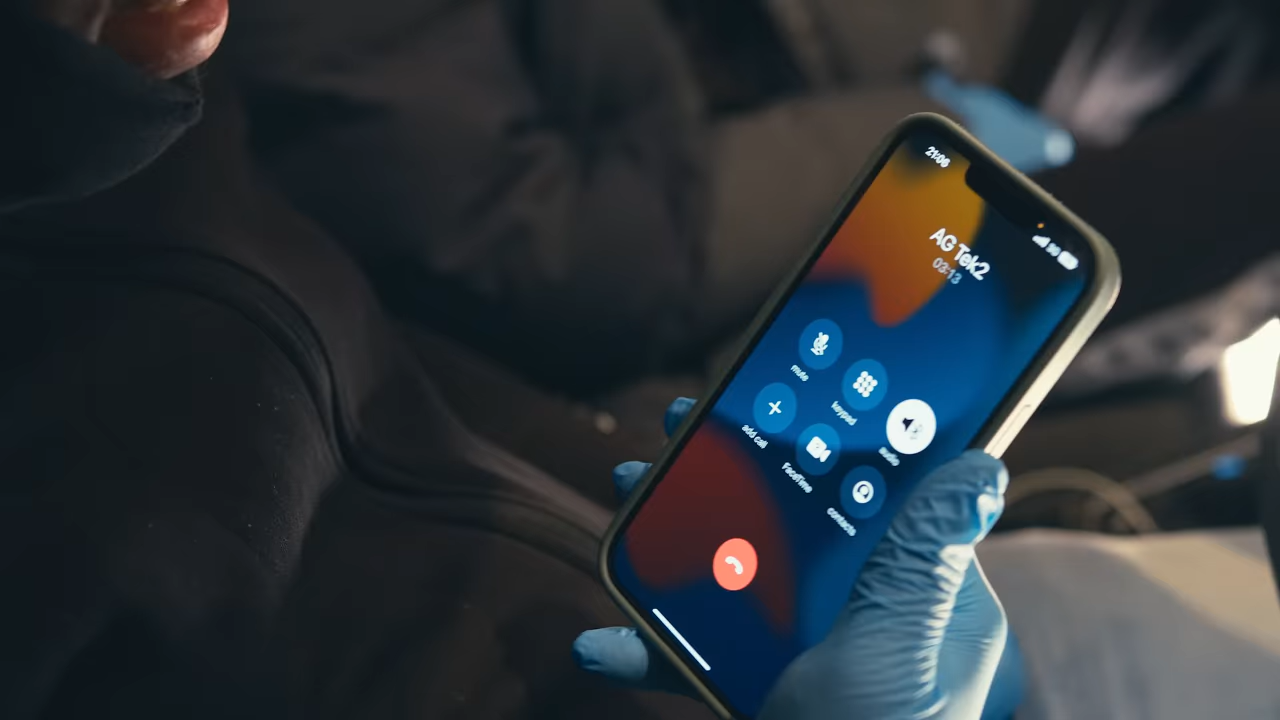 21:06
AG Tek2
03:13
mute
keypad
audio
add call
FaceTime
contacts